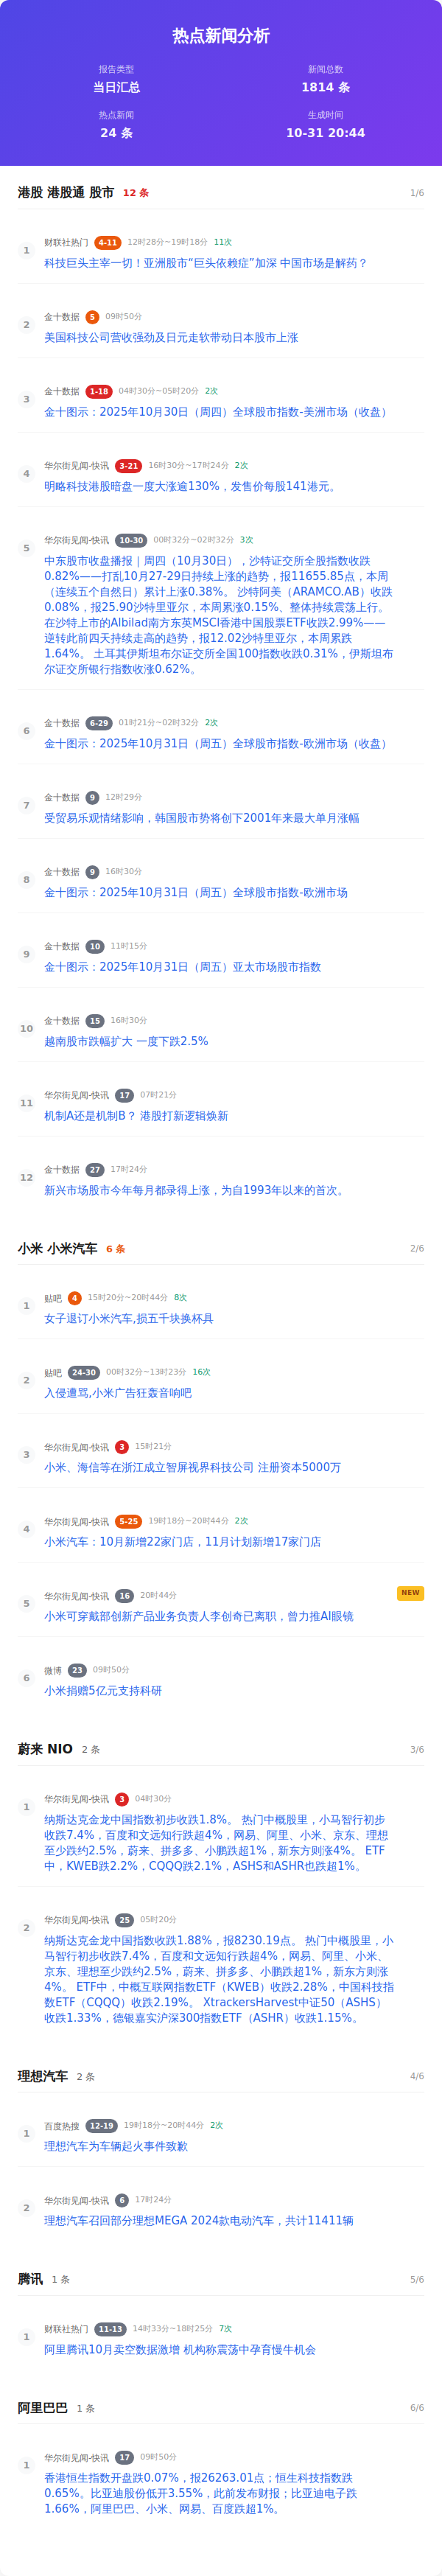 热点新闻分析
报告类型
当日汇总
新闻总数
1814 条
热点新闻
24 条
生成时间
10-31 20:44
港股 港股通 股市 12 条 1/6
1
财联社热门 4-11 12时28分~19时18分 11次
科技巨头主宰一切！亚洲股市“巨头依赖症”加深 中国市场是解药？
2
金十数据 5 09时50分
美国科技公司营收强劲及日元走软带动日本股市上涨
3
金十数据 1-18 04时30分~05时20分 2次
金十图示：2025年10月30日（周四）全球股市指数-美洲市场（收盘）
4
华尔街见闻-快讯 3-21 16时30分~17时24分 2次
明略科技港股暗盘一度大涨逾130%，发售价每股141港元。
5
华尔街见闻-快讯 10-30 00时32分~02时32分 3次
中东股市收盘播报｜周四（10月30日），沙特证交所全股指数收跌
0.82%——打乱10月27-29日持续上涨的趋势，报11655.85点，本周
（连续五个自然日）累计上涨0.38%。 沙特阿美（ARAMCO.AB）收跌
0.08%，报25.90沙特里亚尔，本周累涨0.15%、整体持续震荡上行。
在沙特上市的Albilad南方东英MSCI香港中国股票ETF收跌2.99%——
逆转此前四天持续走高的趋势，报12.02沙特里亚尔，本周累跌
1.64%。 土耳其伊斯坦布尔证交所全国100指数收跌0.31%，伊斯坦布
尔证交所银行指数收涨0.62%。
6
金十数据 6-29 01时21分~02时32分 2次
金十图示：2025年10月31日（周五）全球股市指数-欧洲市场（收盘）
7
金十数据 9 12时29分
受贸易乐观情绪影响，韩国股市势将创下2001年来最大单月涨幅
8
金十数据 9 16时30分
金十图示：2025年10月31日（周五）全球股市指数-欧洲市场
9
金十数据 10 11时15分
金十图示：2025年10月31日（周五）亚太市场股市指数
10
金十数据 15 16时30分
越南股市跌幅扩大 一度下跌2.5%
11
华尔街见闻-快讯 17 07时21分
机制A还是机制B？ 港股打新逻辑焕新
12
金十数据 27 17时24分
新兴市场股市今年每月都录得上涨，为自1993年以来的首次。
小米 小米汽车 6 条 2/6
1
贴吧 4 15时20分~20时44分 8次
女子退订小米汽车,损五千块换杯具
2
贴吧 24-30 00时32分~13时23分 16次
入侵遭骂,小米广告狂轰音响吧
3
华尔街见闻-快讯 3 15时21分
小米、海信等在浙江成立智屏视界科技公司 注册资本5000万
4
华尔街见闻-快讯 5-25 19时18分~20时44分 2次
小米汽车：10月新增22家门店，11月计划新增17家门店
5
华尔街见闻-快讯 16 20时44分 NEW
小米可穿戴部创新产品业务负责人李创奇已离职，曾力推AI眼镜
6
微博 23 09时50分
小米捐赠5亿元支持科研
蔚来 NIO 2 条 3/6
1
华尔街见闻-快讯 3 04时30分
纳斯达克金龙中国指数初步收跌1.8%。 热门中概股里，小马智行初步
收跌7.4%，百度和文远知行跌超4%，网易、阿里、小米、京东、理想
至少跌约2.5%，蔚来、拼多多、小鹏跌超1%，新东方则涨4%。 ETF
中，KWEB跌2.2%，CQQQ跌2.1%，ASHS和ASHR也跌超1%。
2
华尔街见闻-快讯 25 05时20分
纳斯达克金龙中国指数收跌1.88%，报8230.19点。 热门中概股里，小
马智行初步收跌7.4%，百度和文远知行跌超4%，网易、阿里、小米、
京东、理想至少跌约2.5%，蔚来、拼多多、小鹏跌超1%，新东方则涨
4%。 ETF中，中概互联网指数ETF（KWEB）收跌2.28%，中国科技指
数ETF（CQQQ）收跌2.19%。 XtrackersHarvest中证50（ASHS）
收跌1.33%，德银嘉实沪深300指数ETF（ASHR）收跌1.15%。
理想汽车 2 条 4/6
1
百度热搜 12-19 19时18分~20时44分 2次
理想汽车为车辆起火事件致歉
2
华尔街见闻-快讯 6 17时24分
理想汽车召回部分理想MEGA 2024款电动汽车，共计11411辆
腾讯 1 条 5/6
1
财联社热门 11-13 14时33分~18时25分 7次
阿里腾讯10月卖空数据激增 机构称震荡中孕育慢牛机会
阿里巴巴 1 条 6/6
1
华尔街见闻-快讯 17 09时50分
香港恒生指数开盘跌0.07%，报26263.01点；恒生科技指数跌
0.65%。比亚迪股份低开3.55%，此前发布财报；比亚迪电子跌
1.66%，阿里巴巴、小米、网易、百度跌超1%。